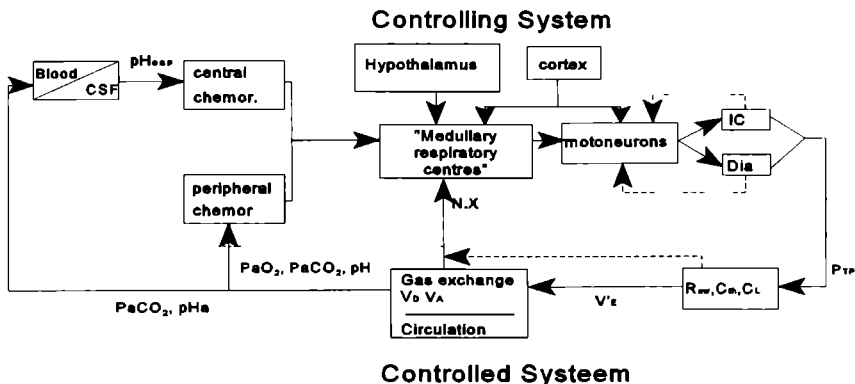 Controlling System
Blood
CSF
pHCSF
central
chemor.
Hypothalamus
cortex
"Medullary
respiratory
centres"
motoneurons
IC
Dia
peripheral
chemor
N.X
PaO₂, PaCO₂, pH
PaCO₂, pHa
Gas exchange
VD VA
Circulation
V'E
Raw,Cth,CL
PTP
Controlled Systeem